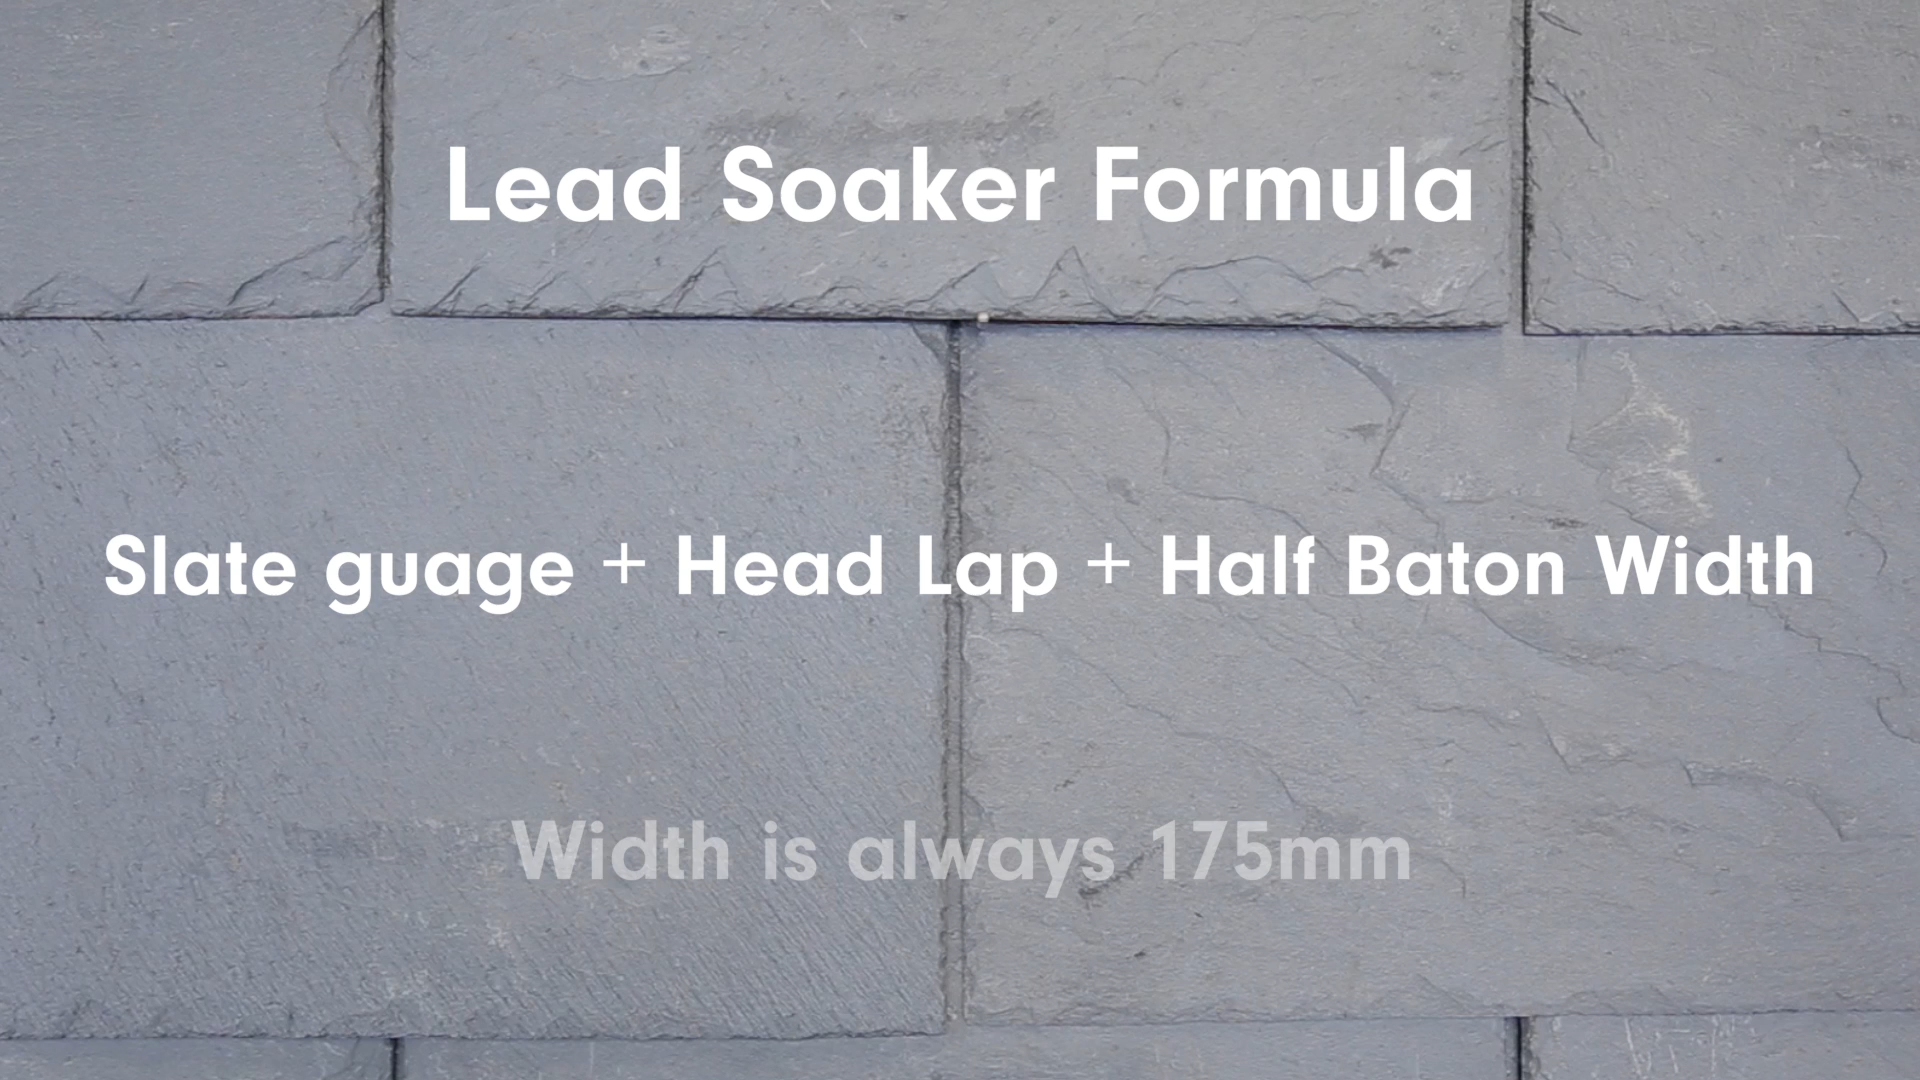 Lead Soaker Formula
Slate guage + Head Lap + Half Baton Width
Width is always 175mm